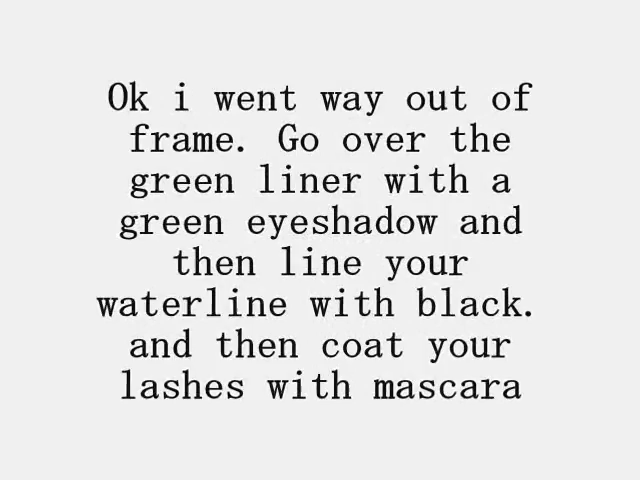 Ok i went way out of
frame. Go over the
green liner with a
green eyeshadow and
then line your
waterline with black.
and then coat your
lashes with mascara